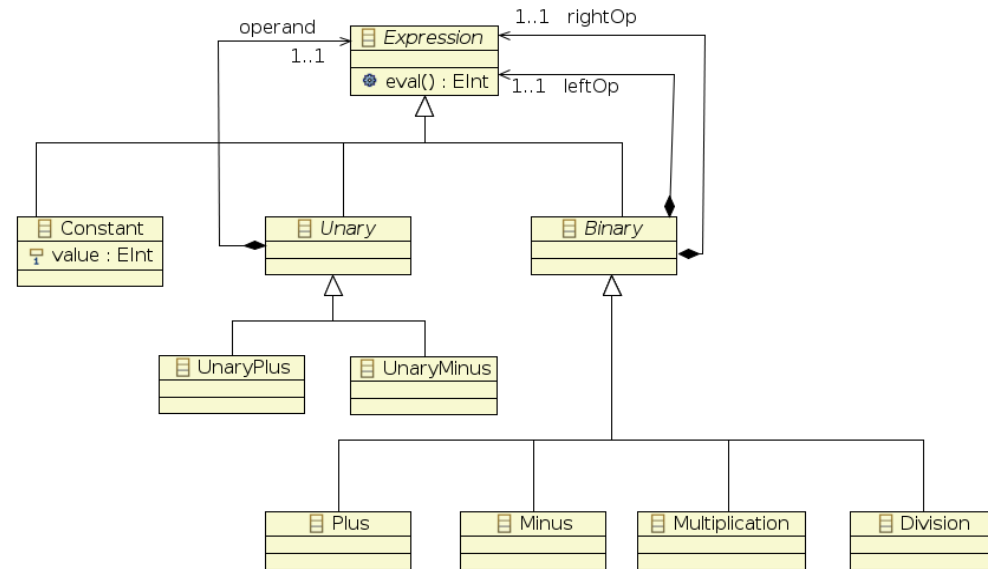 1..1 rightOp
operand
Expression
1..1
eval() : EInt
1..1 leftOp
Constant
Unary
Binary
value : EInt
UnaryPlus
UnaryMinus
Plus
Minus
Multiplication
Division